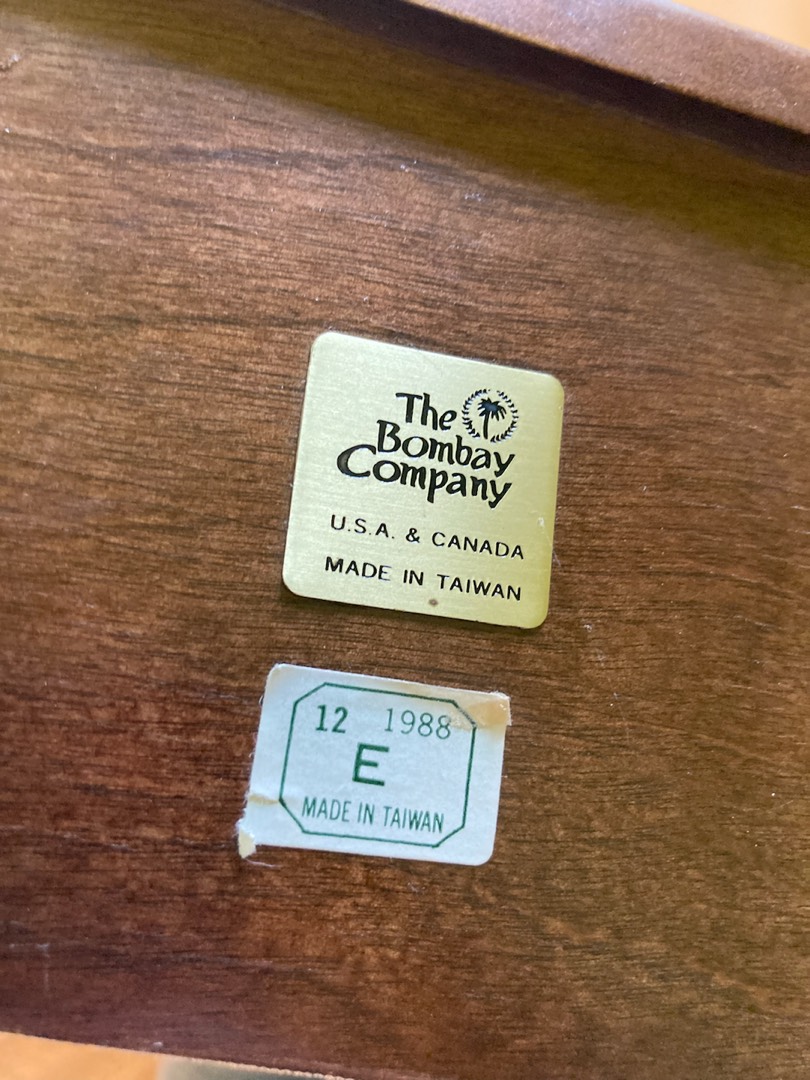 The
Bombay
Company
U.S.A. & CANADA
MADE IN TAIWAN
12 1988
E
MADE IN TAIWAN